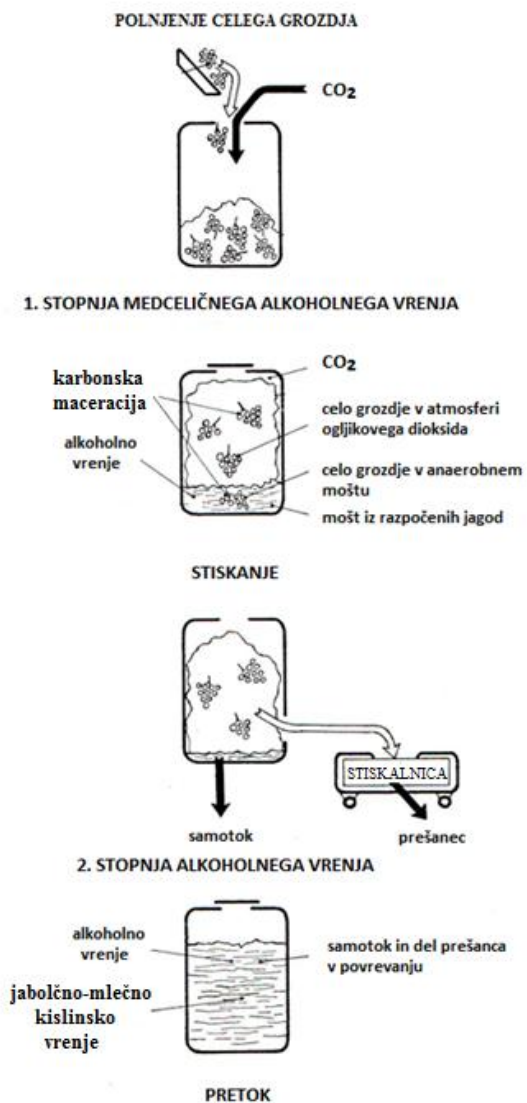 POLNJENJE CELEGA GROZDJA
CO₂
1. STOPNJA MEDCELIČNEGA ALKOHOLNEGA VRENJA
karbonska
maceracija
alkoholno
vrenje
CO₂
celo grozdje v atmosferi
ogljikovega dioksida
celo grozdje v anaerobnem
moštu
mošt iz razpočenih jagod
STISKANJE
STISKALNICA
samotok
prešanec
2. STOPNJA ALKOHOLNEGA VRENJA
alkoholno
vrenje
jabolčno-mlečno
kislinsko
vrenje
samotok in del prešanca
v povrevanju
PRETOK